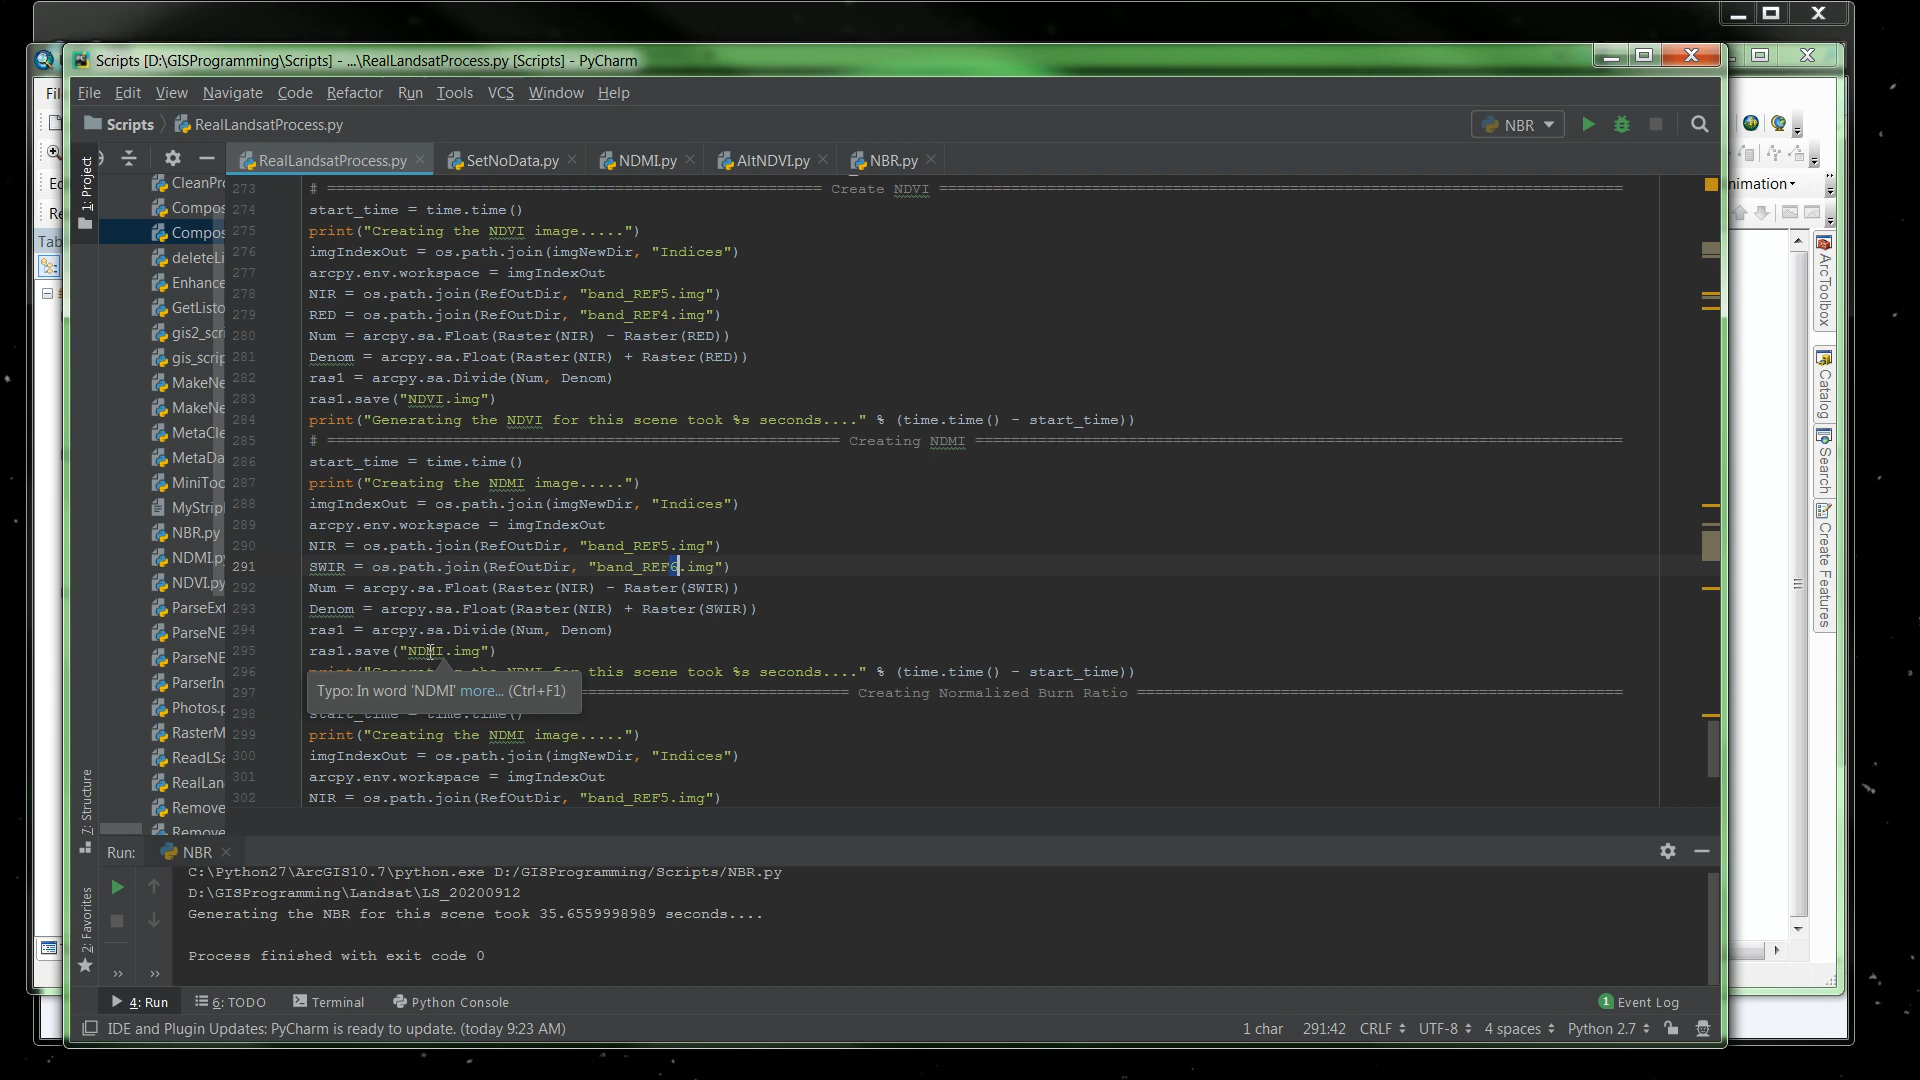 Scripts [D:\GISProgramming\Scripts] - ...\RealLandsatProcess.py [Scripts] - PyCharm
File Edit View Navigate Code Refactor Run Tools VCS Window Help
Scripts RealLandsatProcess.py NBR
RealLandsatProcess.py SetNoData.py NDMI.py AltNDVI.py NBR.py
1: Project
CleanPr
Compos
Compos
deleteLi
Enhance
GetListo
gis2_scri
gis_scrip
MakeNe
MakeNe
MetaCle
MetaDa
MiniToo
MyStrip
NBR.py
NDMI.p
NDVI.py
ParseExt
ParseNE
ParseNE
ParserIn
Photos.p
RasterM
ReadLSa
RealLan
Remove
Remove
273 # ======================================================= Create NDVI ============================================================================
274 start_time = time.time()
275 print("Creating the NDVI image.....")
276 imgIndexOut = os.path.join(imgNewDir, "Indices")
277 arcpy.env.workspace = imgIndexOut
278 NIR = os.path.join(RefOutDir, "band_REF5.img")
279 RED = os.path.join(RefOutDir, "band_REF4.img")
280 Num = arcpy.sa.Float(Raster(NIR) - Raster(RED))
281 Denom = arcpy.sa.Float(Raster(NIR) + Raster(RED))
282 ras1 = arcpy.sa.Divide(Num, Denom)
283 ras1.save("NDVI.img")
284 print("Generating the NDVI for this scene took %s seconds...." % (time.time() - start_time))
285 # ========================================================= Creating NDMI ========================================================================
286 start_time = time.time()
287 print("Creating the NDMI image.....")
288 imgIndexOut = os.path.join(imgNewDir, "Indices")
289 arcpy.env.workspace = imgIndexOut
290 NIR = os.path.join(RefOutDir, "band_REF5.img")
291 SWIR = os.path.join(RefOutDir, "band_REF6.img")
292 Num = arcpy.sa.Float(Raster(NIR) - Raster(SWIR))
293 Denom = arcpy.sa.Float(Raster(NIR) + Raster(SWIR))
294 ras1 = arcpy.sa.Divide(Num, Denom)
295 ras1.save("NDMI.img")
296 print("Generating the NDMI for this scene took %s seconds...." % (time.time() - start_time))
Typo: In word 'NDMI' more... (Ctrl+F1)
297 ============================= Creating Normalized Burn Ratio ======================================================
298 start_time = time.time()
299 print("Creating the NDMI image.....")
300 imgIndexOut = os.path.join(imgNewDir, "Indices")
301 arcpy.env.workspace = imgIndexOut
302 NIR = os.path.join(RefOutDir, "band_REF5.img")
7: Structure
2: Favorites
Run: NBR
C:\Python27\ArcGIS10.7\python.exe D:/GISProgramming/Scripts/NBR.py
D:\GISProgramming\Landsat\LS_20200912
Generating the NBR for this scene took 35.6559998989 seconds....
Process finished with exit code 0
4: Run 6: TODO Terminal Python Console 1 Event Log
IDE and Plugin Updates: PyCharm is ready to update. (today 9:23 AM) 1 char 291:42 CRLF UTF-8 4 spaces Python 2.7
Fil
Ed
Re
Tab
nimation
ArcToolbox
Catalog
Search
Create Features